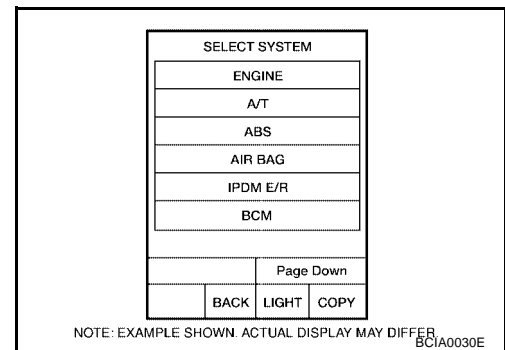 SELECT SYSTEM
ENGINE
A/T
ABS
AIR BAG
IPDM E/R
BCM
Page Down
BACK LIGHT COPY
NOTE: EXAMPLE SHOWN. ACTUAL DISPLAY MAY DIFFER.
BCIA0030E